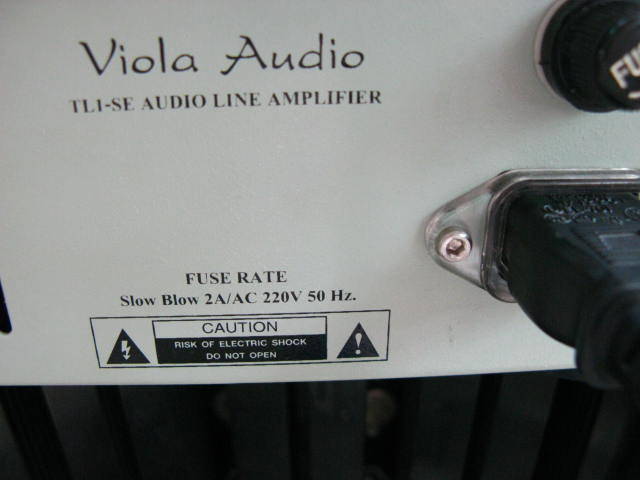 Viola Audio
TL1-SE AUDIO LINE AMPLIFIER
FUSE RATE
Slow Blow 2A/AC 220V 50 Hz.
CAUTION
RISK OF ELECTRIC SHOCK
DO NOT OPEN